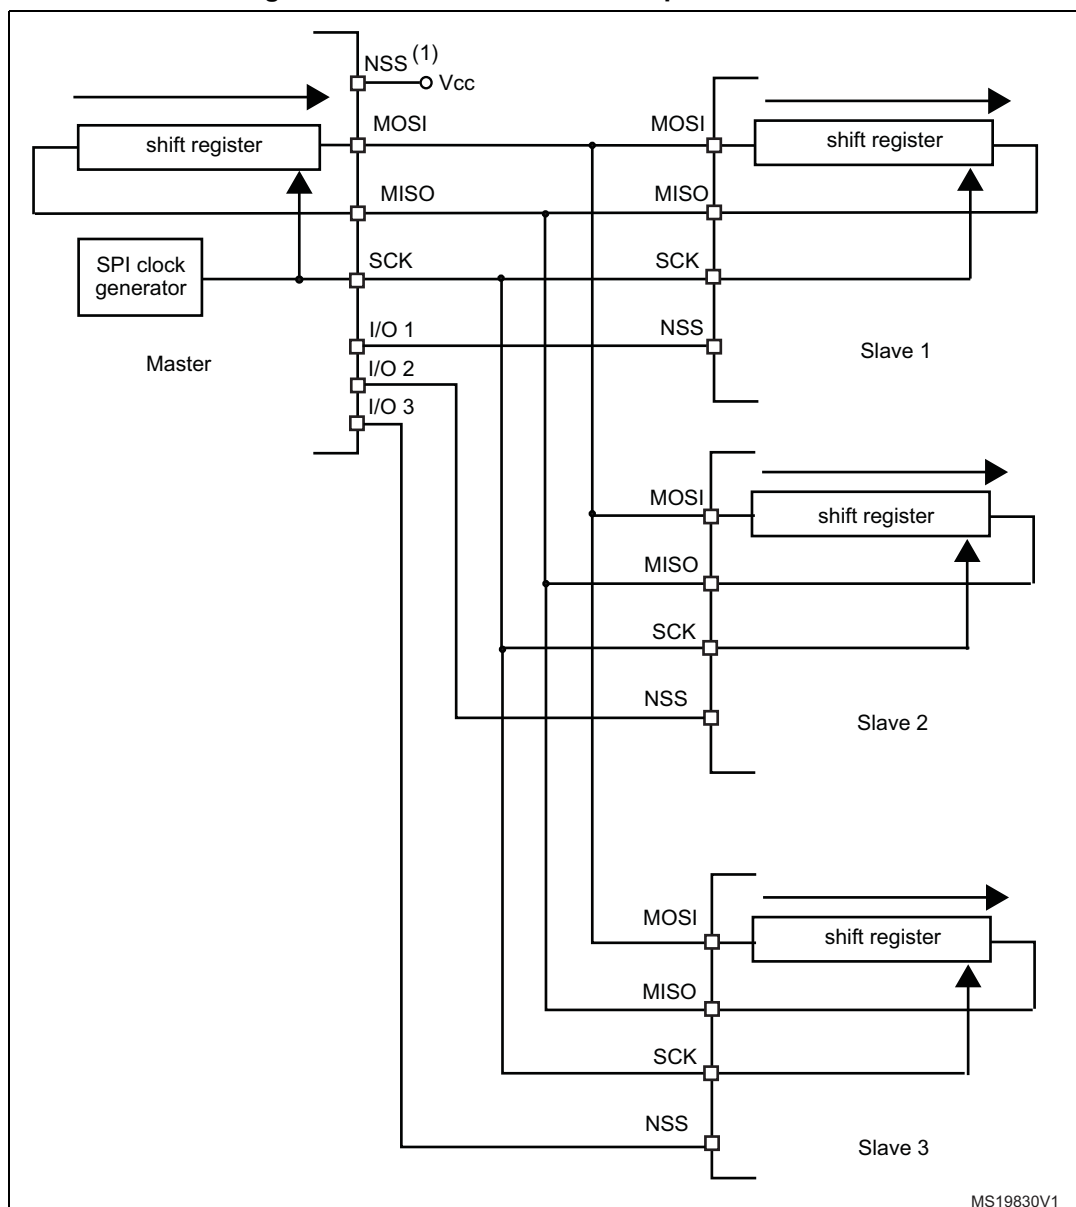 NSS (1)
Vcc
MOSI
MOSI
shift register
shift register
MISO
MISO
SPI clock
generator
SCK
SCK
I/O 1
NSS
Master
Slave 1
I/O 2
I/O 3
MOSI
shift register
MISO
SCK
NSS
Slave 2
MOSI
shift register
MISO
SCK
NSS
Slave 3
MS19830V1